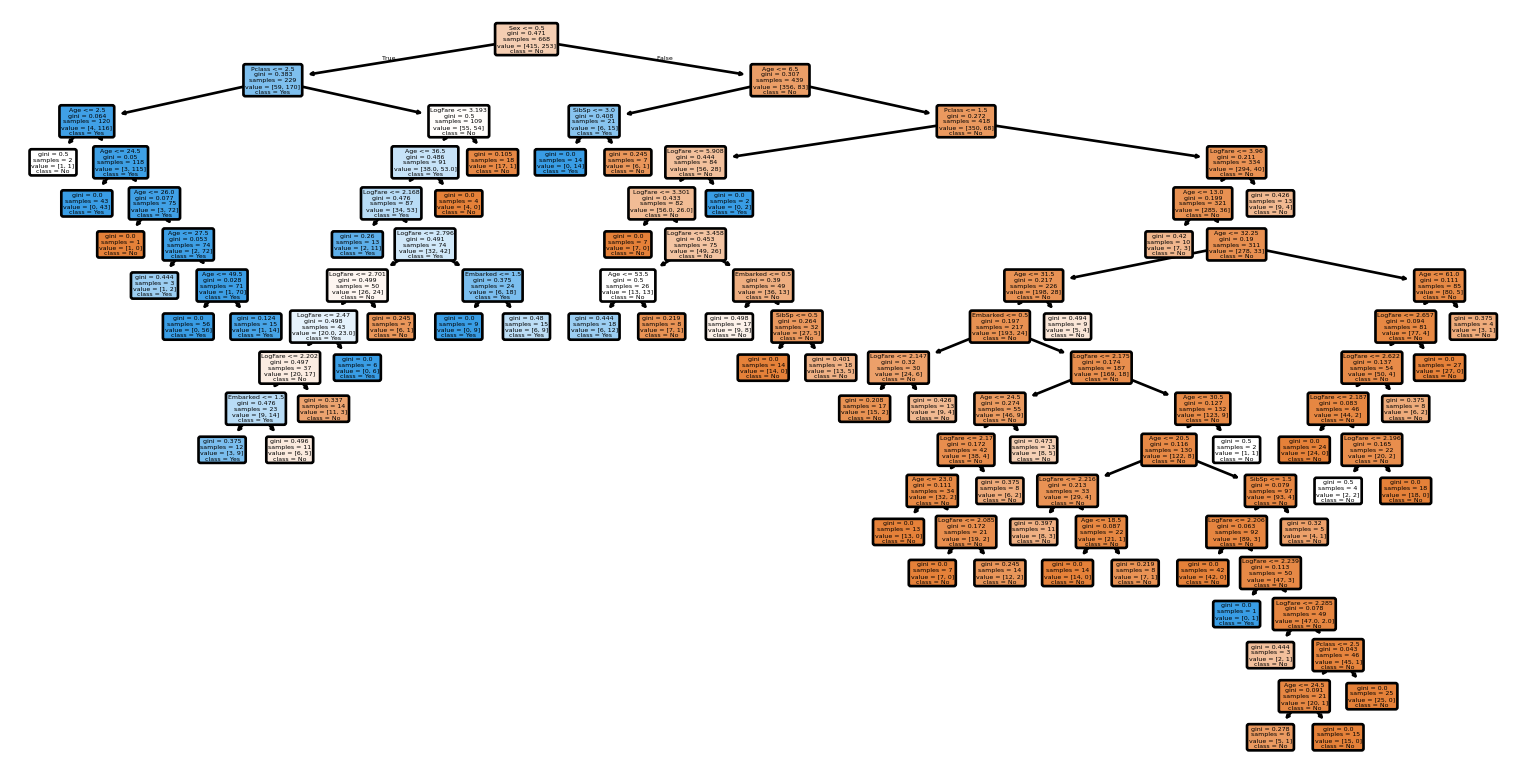 Sex <= 0.5
gini = 0.471
samples = 668
value = [415, 253]
class = No
True
False
Pclass <= 2.5
gini = 0.383
samples = 229
value = [59, 170]
class = Yes
Age <= 6.5
gini = 0.307
samples = 439
value = [356, 83]
class = No
Age <= 2.5
gini = 0.064
samples = 120
value = [4, 116]
class = Yes
LogFare <= 3.193
gini = 0.5
samples = 109
value = [55, 54]
class = No
SibSp <= 3.0
gini = 0.408
samples = 21
value = [6, 15]
class = Yes
Pclass <= 1.5
gini = 0.272
samples = 418
value = [350, 68]
class = No
gini = 0.5
samples = 2
value = [1, 1]
class = No
Age <= 24.5
gini = 0.05
samples = 118
value = [3, 115]
class = Yes
Age <= 36.5
gini = 0.486
samples = 91
value = [38.0, 53.0]
class = Yes
gini = 0.105
samples = 18
value = [17, 1]
class = No
gini = 0.0
samples = 14
value = [0, 14]
class = Yes
gini = 0.245
samples = 7
value = [6, 1]
class = No
LogFare <= 5.908
gini = 0.444
samples = 84
value = [56, 28]
class = No
LogFare <= 3.96
gini = 0.211
samples = 334
value = [294, 40]
class = No
gini = 0.0
samples = 43
value = [0, 43]
class = Yes
Age <= 26.0
gini = 0.077
samples = 75
value = [3, 72]
class = Yes
LogFare <= 2.168
gini = 0.476
samples = 87
value = [34, 53]
class = Yes
gini = 0.0
samples = 4
value = [4, 0]
class = No
LogFare <= 3.301
gini = 0.433
samples = 82
value = [56.0, 26.0]
class = No
gini = 0.0
samples = 2
value = [0, 2]
class = Yes
Age <= 13.0
gini = 0.199
samples = 321
value = [285, 36]
class = No
gini = 0.426
samples = 13
value = [9, 4]
class = No
gini = 0.0
samples = 1
value = [1, 0]
class = No
Age <= 27.5
gini = 0.053
samples = 74
value = [2, 72]
class = Yes
gini = 0.26
samples = 13
value = [2, 11]
class = Yes
LogFare <= 2.796
gini = 0.491
samples = 74
value = [32, 42]
class = Yes
gini = 0.0
samples = 7
value = [7, 0]
class = No
LogFare <= 3.458
gini = 0.453
samples = 75
value = [49, 26]
class = No
gini = 0.42
samples = 10
value = [7, 3]
class = No
Age <= 32.25
gini = 0.19
samples = 311
value = [278, 33]
class = No
gini = 0.444
samples = 3
value = [1, 2]
class = Yes
Age <= 49.5
gini = 0.028
samples = 71
value = [1, 70]
class = Yes
LogFare <= 2.701
gini = 0.499
samples = 50
value = [26, 24]
class = No
Embarked <= 1.5
gini = 0.375
samples = 24
value = [6, 18]
class = Yes
Age <= 53.5
gini = 0.5
samples = 26
value = [13, 13]
class = No
Embarked <= 0.5
gini = 0.39
samples = 49
value = [36, 13]
class = No
Age <= 31.5
gini = 0.217
samples = 226
value = [198, 28]
class = No
Age <= 61.0
gini = 0.111
samples = 85
value = [80, 5]
class = No
gini = 0.0
samples = 56
value = [0, 56]
class = Yes
gini = 0.124
samples = 15
value = [1, 14]
class = Yes
LogFare <= 2.47
gini = 0.498
samples = 43
value = [20.0, 23.0]
class = Yes
gini = 0.245
samples = 7
value = [6, 1]
class = No
gini = 0.0
samples = 9
value = [0, 9]
class = Yes
gini = 0.48
samples = 15
value = [6, 9]
class = Yes
gini = 0.444
samples = 18
value = [6, 12]
class = Yes
gini = 0.219
samples = 8
value = [7, 1]
class = No
gini = 0.498
samples = 17
value = [9, 8]
class = No
SibSp <= 0.5
gini = 0.264
samples = 32
value = [27, 5]
class = No
Embarked <= 0.5
gini = 0.197
samples = 217
value = [193, 24]
class = No
gini = 0.494
samples = 9
value = [5, 4]
class = No
LogFare <= 2.657
gini = 0.094
samples = 81
value = [77, 4]
class = No
gini = 0.375
samples = 4
value = [3, 1]
class = No
LogFare <= 2.202
gini = 0.497
samples = 37
value = [20, 17]
class = No
gini = 0.0
samples = 6
value = [0, 6]
class = Yes
gini = 0.0
samples = 14
value = [14, 0]
class = No
gini = 0.401
samples = 18
value = [13, 5]
class = No
LogFare <= 2.147
gini = 0.32
samples = 30
value = [24, 6]
class = No
LogFare <= 2.175
gini = 0.174
samples = 187
value = [169, 18]
class = No
LogFare <= 2.622
gini = 0.137
samples = 54
value = [50, 4]
class = No
gini = 0.0
samples = 27
value = [27, 0]
class = No
Embarked <= 1.5
gini = 0.476
samples = 23
value = [9, 14]
class = Yes
gini = 0.337
samples = 14
value = [11, 3]
class = No
gini = 0.208
samples = 17
value = [15, 2]
class = No
gini = 0.426
samples = 13
value = [9, 4]
class = No
Age <= 24.5
gini = 0.274
samples = 55
value = [46, 9]
class = No
Age <= 30.5
gini = 0.127
samples = 132
value = [123, 9]
class = No
LogFare <= 2.187
gini = 0.083
samples = 46
value = [44, 2]
class = No
gini = 0.375
samples = 8
value = [6, 2]
class = No
gini = 0.375
samples = 12
value = [3, 9]
class = Yes
gini = 0.496
samples = 11
value = [6, 5]
class = No
LogFare <= 2.17
gini = 0.172
samples = 42
value = [38, 4]
class = No
gini = 0.473
samples = 13
value = [8, 5]
class = No
Age <= 20.5
gini = 0.116
samples = 130
value = [122, 8]
class = No
gini = 0.5
samples = 2
value = [1, 1]
class = No
gini = 0.0
samples = 24
value = [24, 0]
class = No
LogFare <= 2.196
gini = 0.165
samples = 22
value = [20, 2]
class = No
Age <= 23.0
gini = 0.111
samples = 34
value = [32, 2]
class = No
gini = 0.375
samples = 8
value = [6, 2]
class = No
LogFare <= 2.216
gini = 0.213
samples = 33
value = [29, 4]
class = No
SibSp <= 1.5
gini = 0.079
samples = 97
value = [93, 4]
class = No
gini = 0.5
samples = 4
value = [2, 2]
class = No
gini = 0.0
samples = 18
value = [18, 0]
class = No
gini = 0.0
samples = 13
value = [13, 0]
class = No
LogFare <= 2.085
gini = 0.172
samples = 21
value = [19, 2]
class = No
gini = 0.397
samples = 11
value = [8, 3]
class = No
Age <= 18.5
gini = 0.087
samples = 22
value = [21, 1]
class = No
LogFare <= 2.206
gini = 0.063
samples = 92
value = [89, 3]
class = No
gini = 0.32
samples = 5
value = [4, 1]
class = No
gini = 0.0
samples = 7
value = [7, 0]
class = No
gini = 0.245
samples = 14
value = [12, 2]
class = No
gini = 0.0
samples = 14
value = [14, 0]
class = No
gini = 0.219
samples = 8
value = [7, 1]
class = No
gini = 0.0
samples = 42
value = [42, 0]
class = No
LogFare <= 2.239
gini = 0.113
samples = 50
value = [47, 3]
class = No
gini = 0.0
samples = 1
value = [0, 1]
class = Yes
LogFare <= 2.285
gini = 0.078
samples = 49
value = [47.0, 2.0]
class = No
gini = 0.444
samples = 3
value = [2, 1]
class = No
Pclass <= 2.5
gini = 0.043
samples = 46
value = [45, 1]
class = No
Age <= 24.5
gini = 0.091
samples = 21
value = [20, 1]
class = No
gini = 0.0
samples = 25
value = [25, 0]
class = No
gini = 0.278
samples = 6
value = [5, 1]
class = No
gini = 0.0
samples = 15
value = [15, 0]
class = No